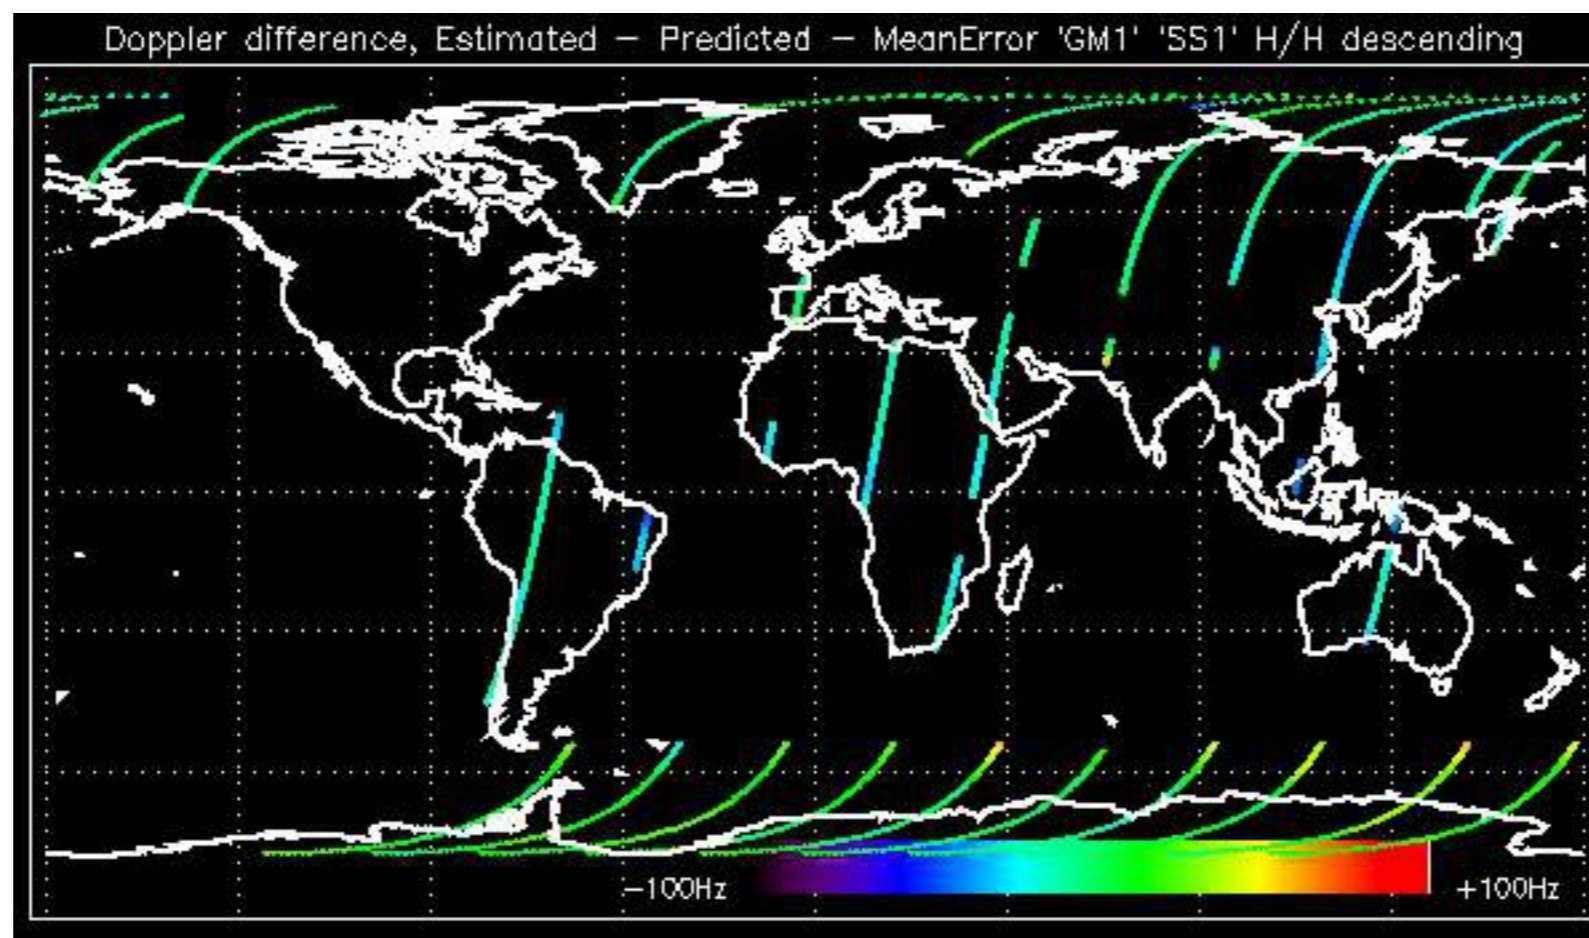 Doppler difference, Estimated – Predicted – MeanError 'GM1' 'SS1' H/H descending
–100Hz +100Hz